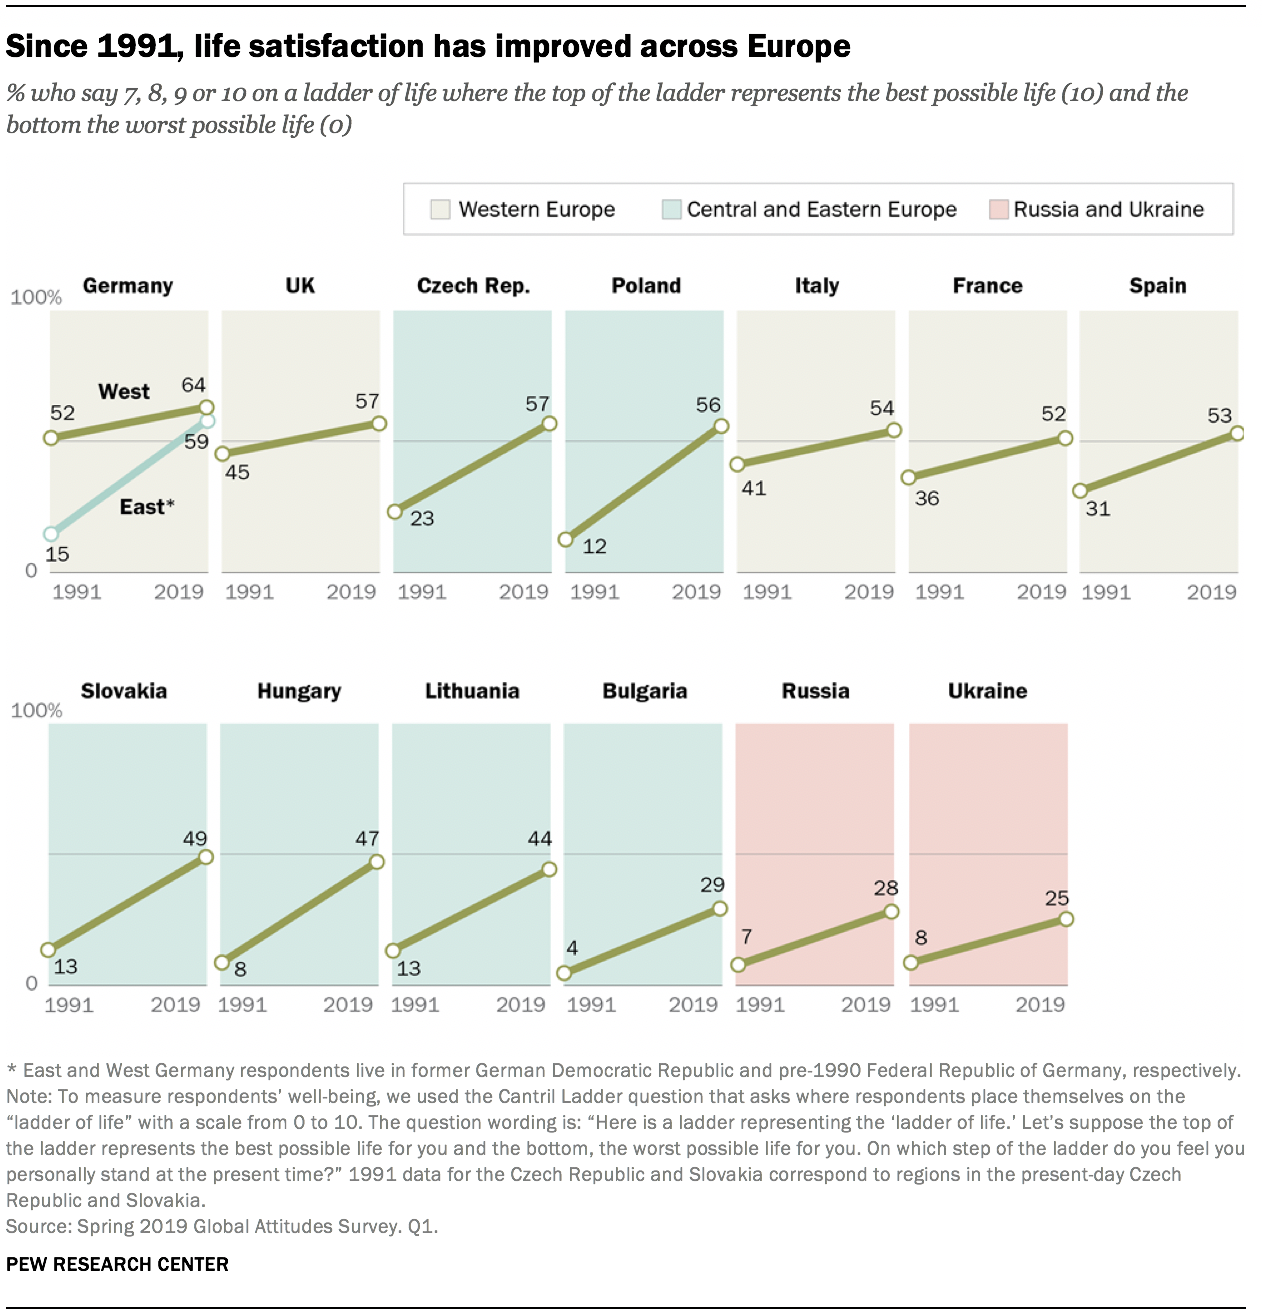 Since 1991, life satisfaction has improved across Europe
% who say 7, 8, 9 or 10 on a ladder of life where the top of the ladder represents the best possible life (10) and the
bottom the worst possible life (0)
Western Europe Central and Eastern Europe Russia and Ukraine
Germany UK Czech Rep. Poland Italy France Spain
100%
West 64
52
59
East*
15
57
45
57
23
56
12
54
41
52
36
53
31
0
1991 2019 1991 2019 1991 2019 1991 2019 1991 2019 1991 2019 1991 2019
Slovakia Hungary Lithuania Bulgaria Russia Ukraine
100%
49
13
47
8
44
13
29
4
28
7
25
8
0
1991 2019 1991 2019 1991 2019 1991 2019 1991 2019 1991 2019
* East and West Germany respondents live in former German Democratic Republic and pre-1990 Federal Republic of Germany, respectively.
Note: To measure respondents’ well-being, we used the Cantril Ladder question that asks where respondents place themselves on the
“ladder of life” with a scale from 0 to 10. The question wording is: “Here is a ladder representing the ‘ladder of life.’ Let’s suppose the top of
the ladder represents the best possible life for you and the bottom, the worst possible life for you. On which step of the ladder do you feel you
personally stand at the present time?” 1991 data for the Czech Republic and Slovakia correspond to regions in the present-day Czech
Republic and Slovakia.
Source: Spring 2019 Global Attitudes Survey. Q1.
PEW RESEARCH CENTER